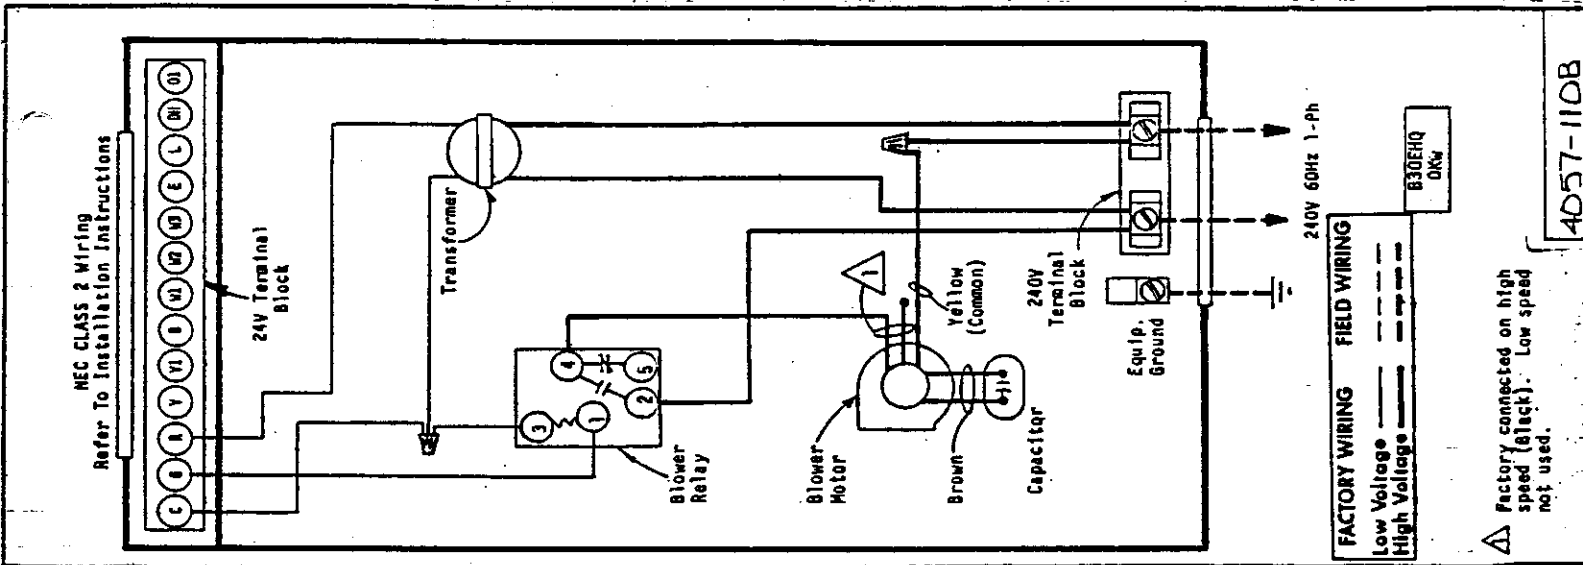 NEC CLASS 2 Wiring
Refer To Installation Instructions
C
G
R
Y
Y1
O
W1
W2
W3
E
L
DH
D1
24V Terminal
Block
Transformer
3
1
4
2
5
Blower
Relay
Blower
Motor
Brown
Capacitor
1
Yellow
(Common)
240V
Terminal
Block
Equip.
Ground
240V 60Hz 1-Ph
FACTORY WIRING FIELD WIRING
Low Voltage
High Voltage
B30EHQ
OKW
1 Factory connected on high
speed (Black). Low speed
not used.
4057-110B